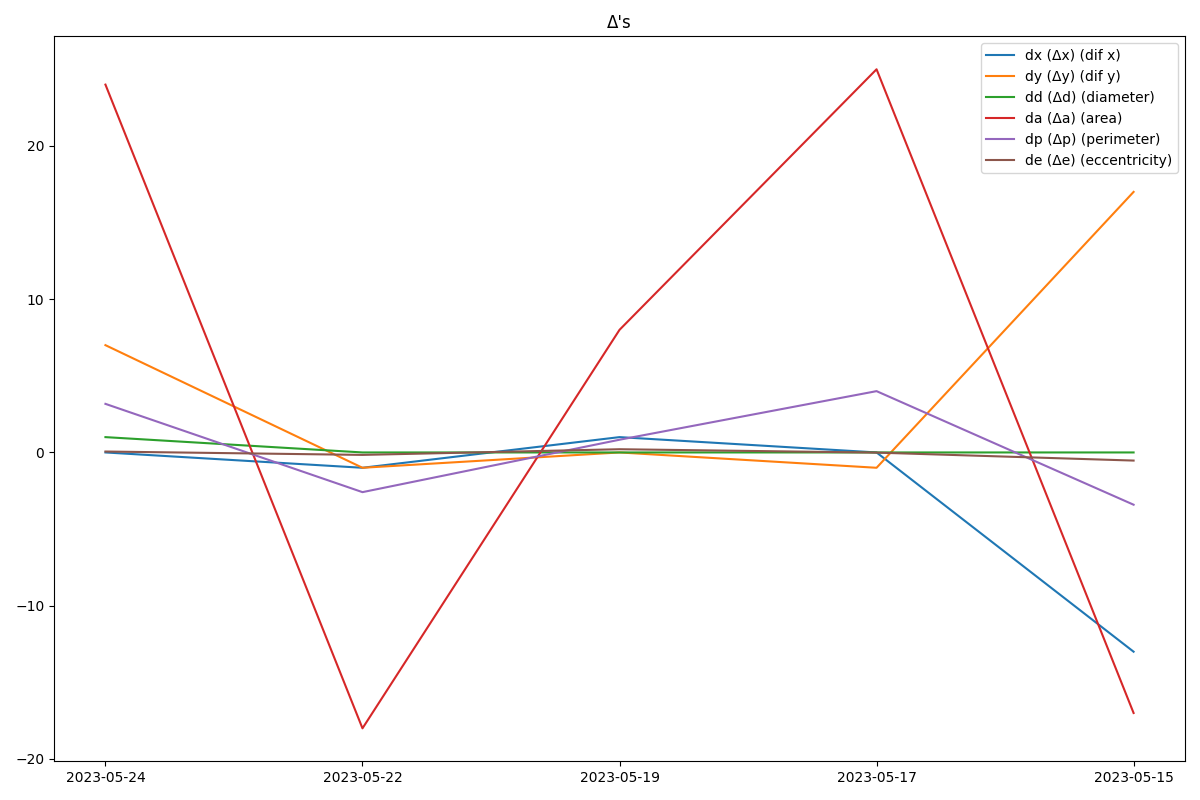 Δ's
dx (Δx) (dif x)
dy (Δy) (dif y)
dd (Δd) (diameter)
da (Δa) (area)
dp (Δp) (perimeter)
de (Δe) (eccentricity)
20
10
0
−10
−20
2023-05-24 2023-05-22 2023-05-19 2023-05-17 2023-05-15